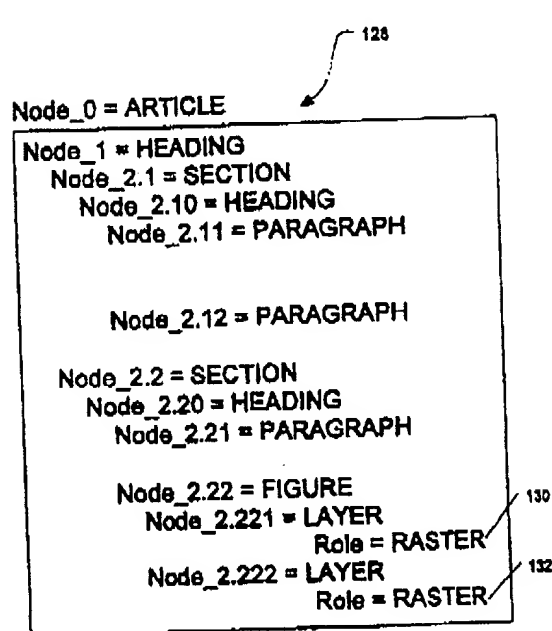 128
Node_0 = ARTICLE
Node_1 = HEADING
Node_2.1 = SECTION
Node_2.10 = HEADING
Node_2.11 = PARAGRAPH
Node_2.12 = PARAGRAPH
Node_2.2 = SECTION
Node_2.20 = HEADING
Node_2.21 = PARAGRAPH
Node_2.22 = FIGURE
Node_2.221 = LAYER
Role = RASTER 130
Node_2.222 = LAYER
Role = RASTER 132